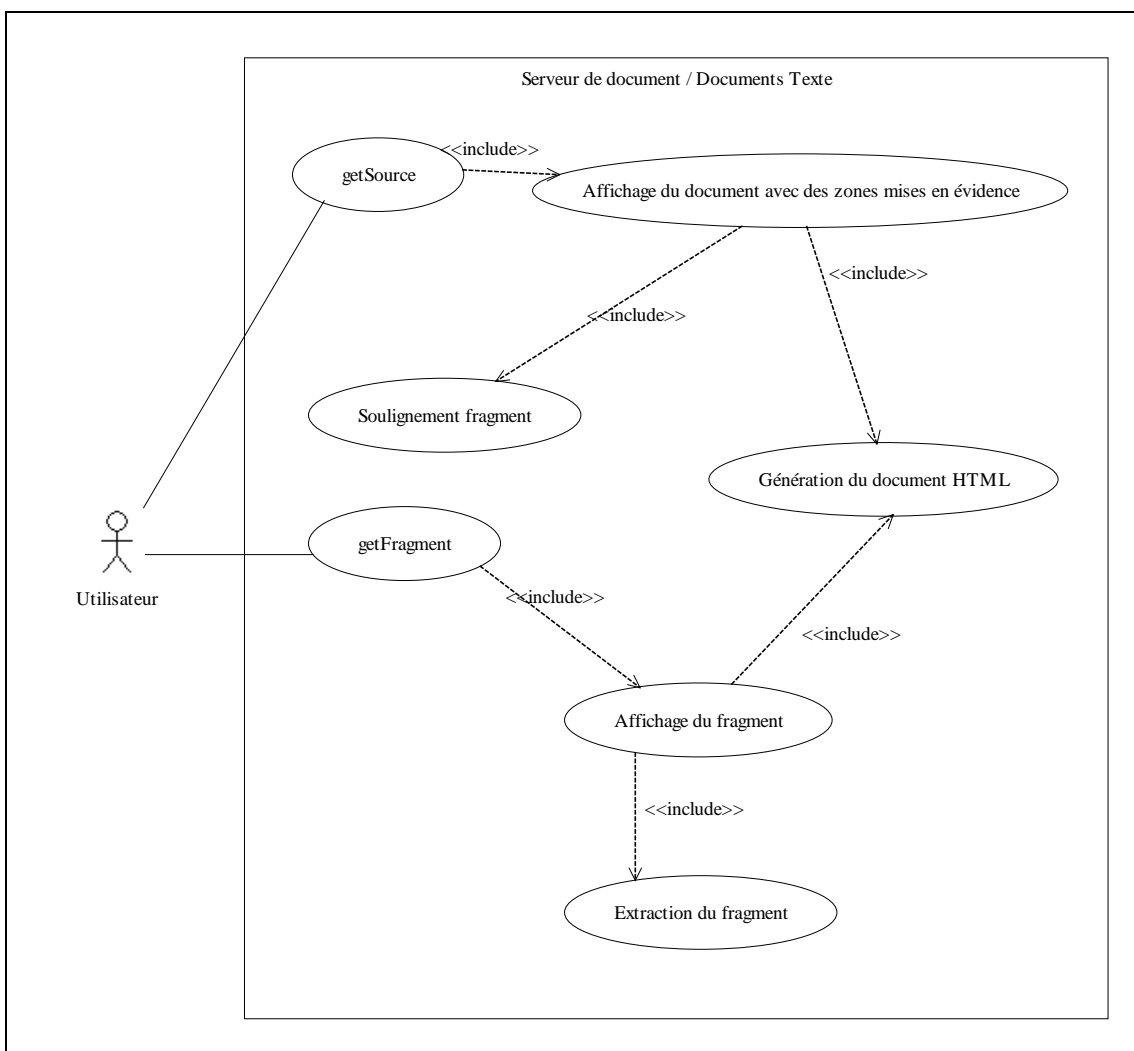 Serveur de document / Documents Texte
<<include>>
getSource
Affichage du document avec des zones mises en évidence
<<include>>
<<include>>
Soulignement fragment
Génération du document HTML
getFragment
Utilisateur
<<include>>
<<include>>
Affichage du fragment
<<include>>
Extraction du fragment